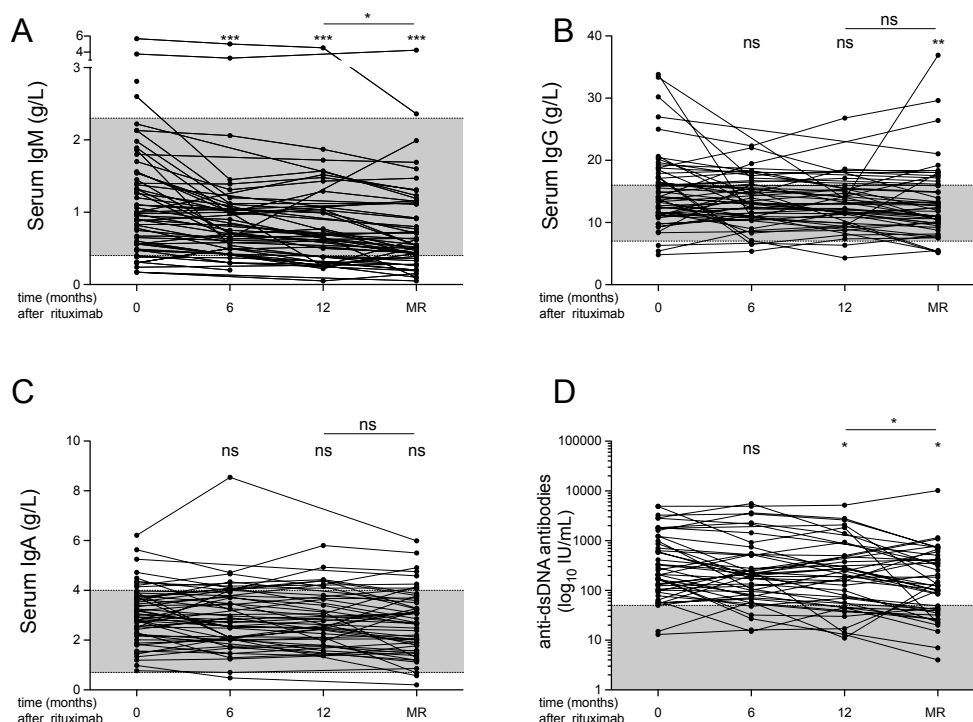 A
Serum IgM (g/L)
6
4
3
2
1
0
***
***
***
*
time (months)
after rituximab
0 6 12 MR
B
Serum IgG (g/L)
40
30
20
10
0
ns
ns
**
ns
time (months)
after rituximab
0 6 12 MR
C
Serum IgA (g/L)
10
8
6
4
2
0
ns
ns
ns
ns
time (months)
after rituximab
0 6 12 MR
D
anti-dsDNA antibodies
(log10 IU/mL)
100000
10000
1000
100
10
1
ns
*
*
*
time (months)
after rituximab
0 6 12 MR